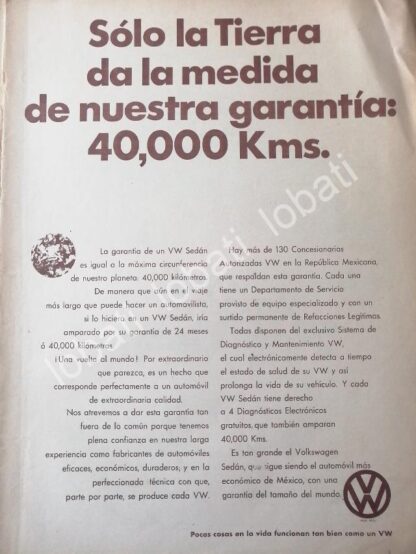 Sólo la Tierra
da la medida
de nuestra garantía:
40,000 Kms.
La garantía de un VW Sedán
es igual a la máxima circunferencia
de nuestro planeta: 40,000 kilómetros.
De manera que aún en el viaje
más largo que puede hacer un automovilista,
si lo hiciera en un VW Sedán, iría
amparado por su garantía de 24 meses
ó 40,000 kilómetros.
¡Una vuelta al mundo! Por extraordinario
que parezca, es un hecho que
corresponde perfectamente a un automóvil
de extraordinaria calidad.
Nos atrevemos a dar esta garantía tan
fuera de lo común porque tenemos
plena confianza en nuestra larga
experiencia como fabricantes de automóviles
eficaces, económicos, duraderos; y en la
perfeccionada técnica con que,
parte por parte, se produce cada VW.
Hay más de 130 Concesionarios
Autorizados VW en la República Mexicana,
que respaldan esta garantía. Cada uno
tiene un Departamento de Servicio
provisto de equipo especializado y con un
surtido permanente de Refacciones Legítimas.
Todas disponen del exclusivo Sistema de
Diagnóstico y Mantenimiento VW,
el cual electrónicamente detecta a tiempo
el estado de salud de su VW y así
prolonga la vida de su vehículo. Y cada
VW Sedán tiene derecho
a 4 Diagnósticos Electrónicos
gratuitos, que también amparan
40,000 Kms.
Es tan grande el Volkswagen
Sedán, que sigue siendo el automóvil más
económico de México, con una
garantía del tamaño del mundo.
VW
Pocas cosas en la vida funcionan tan bien como un VW
lobati lobati lobati lobati